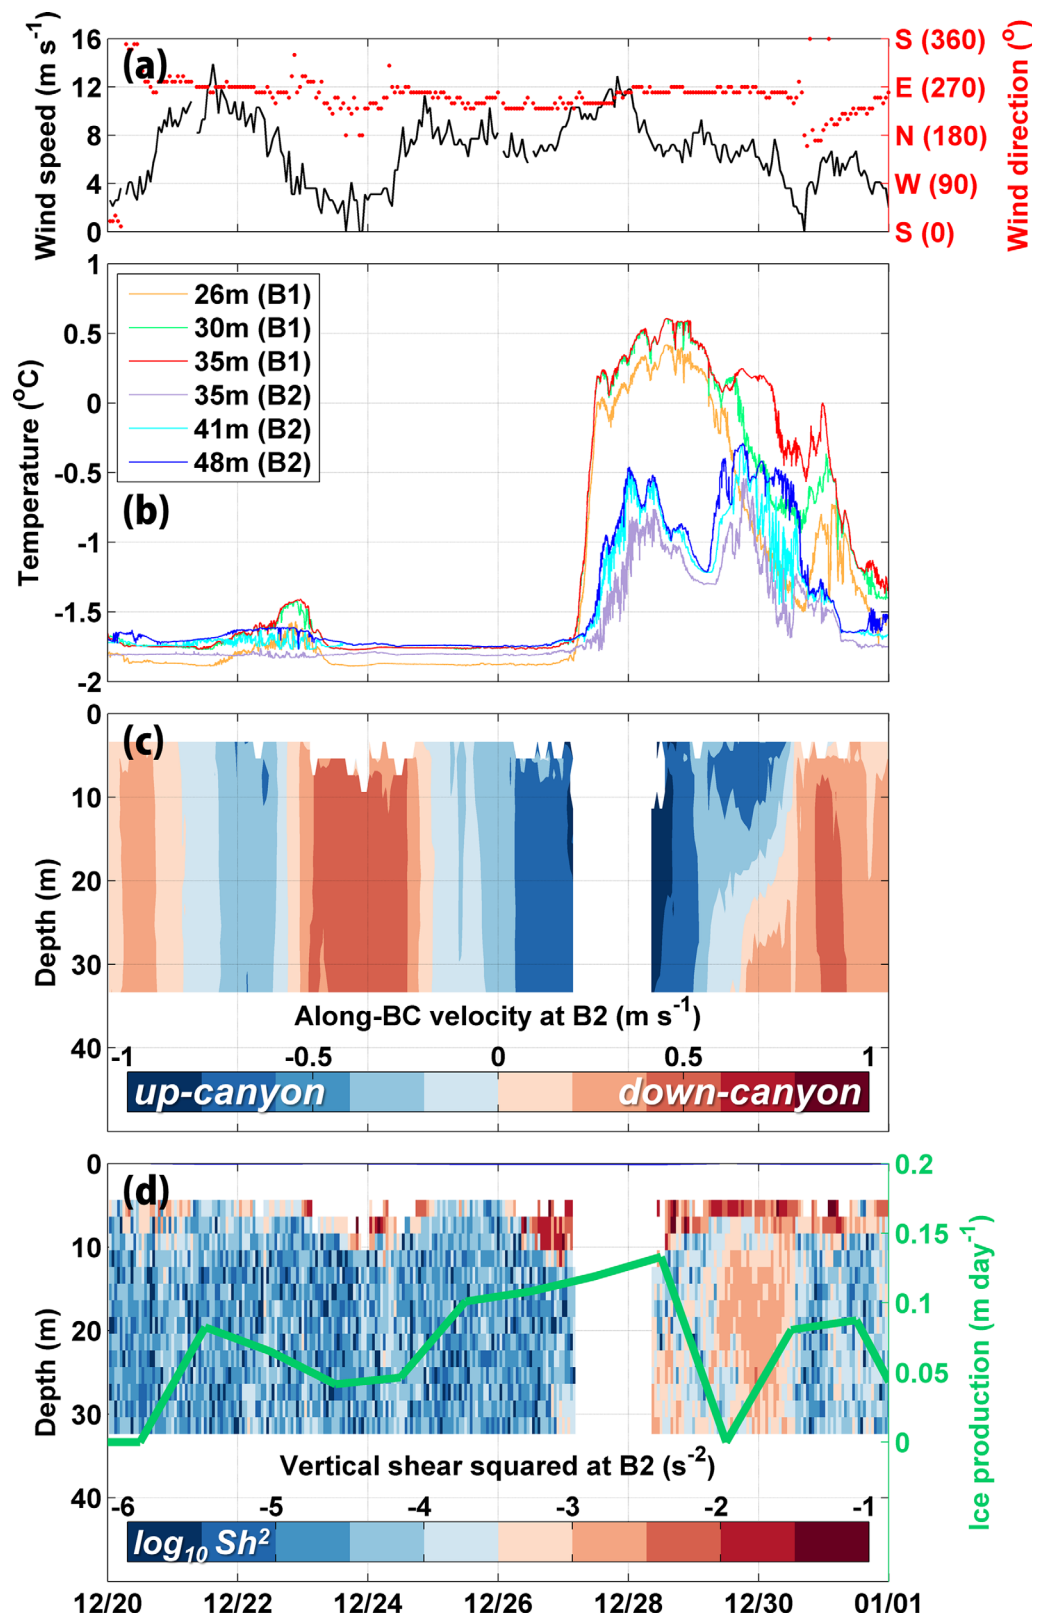 (a)
Wind speed (m s-1)
16
12
8
4
0
S (360)
E (270)
N (180)
W (90)
S (0)
Wind direction (o)
(b)
Temperature (oC)
1
0.5
0
-0.5
-1
-1.5
-2
26m (B1)
30m (B1)
35m (B1)
35m (B2)
41m (B2)
48m (B2)
(c)
Depth (m)
0
10
20
30
40
Along-BC velocity at B2 (m s-1)
-1 -0.5 0 0.5 1
up-canyon down-canyon
(d)
Depth (m)
0
10
20
30
40
0.2
0.15
0.1
0.05
0
Ice production (m day-1)
Vertical shear squared at B2 (s-2)
-6 -5 -4 -3 -2 -1
log10 Sh2
12/20 12/22 12/24 12/26 12/28 12/30 01/01